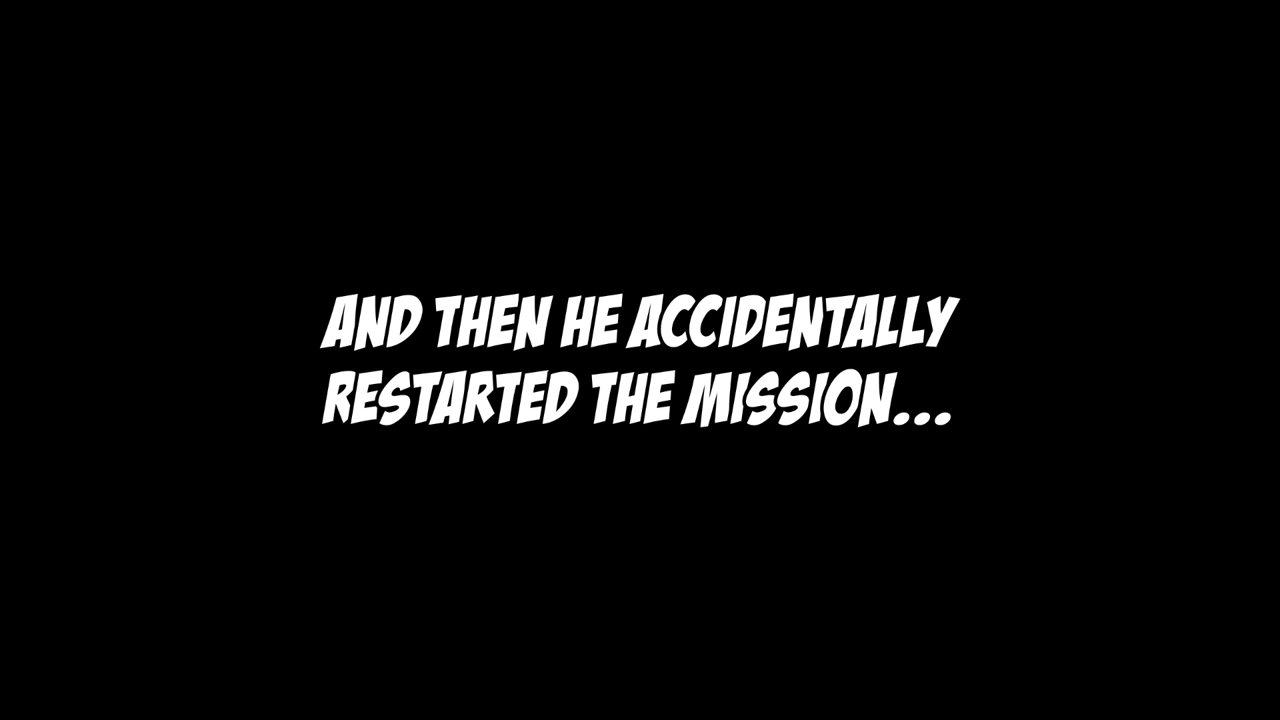 AND THEN HE ACCIDENTALLY
RESTARTED THE MISSION...